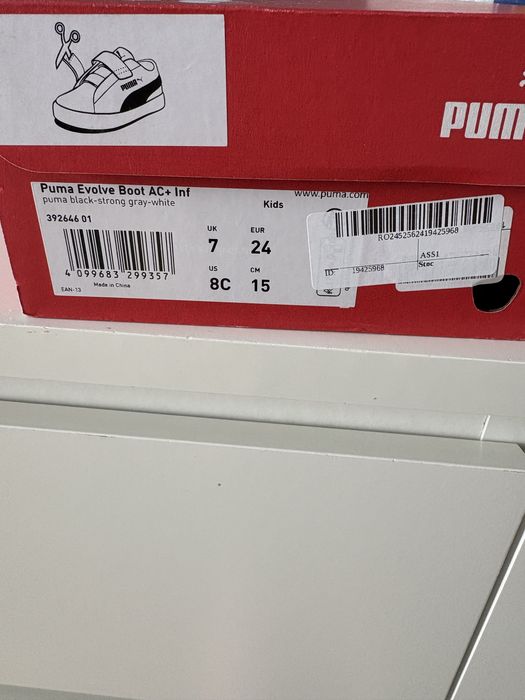 PUMA
PUM
Puma Evolve Boot AC+ Inf
puma black-strong gray-white
www.puma.com
Kids
392646 01
UK
EUR
7
24
US
CM
8C
15
4 099683 299357
EAN-13
Made in China
RO2452562419425968
ASS1
ID:
19425968
Stoc